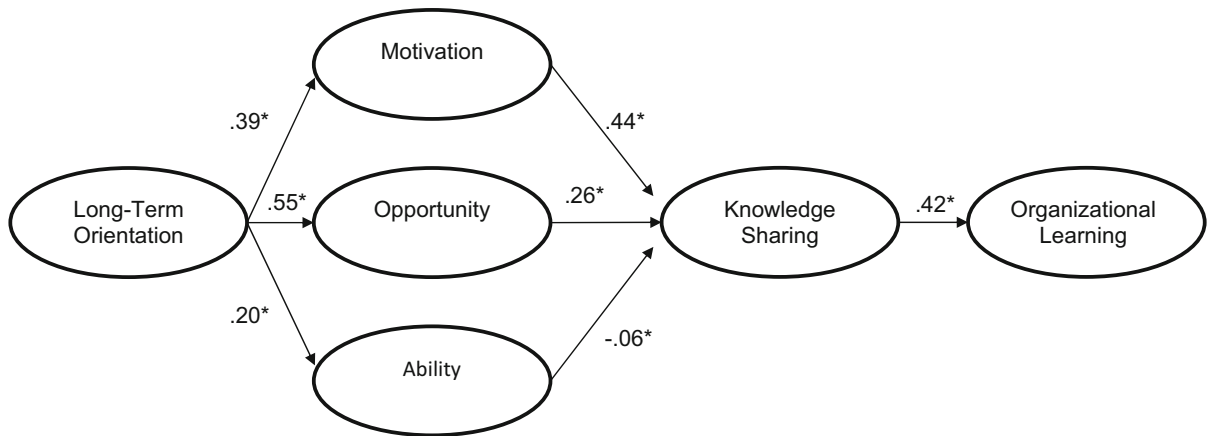 Motivation
.39*
.44*
Long-Term
Orientation
.55*
Opportunity
.26*
Knowledge
Sharing
.42*
Organizational
Learning
.20*
-.06*
Ability